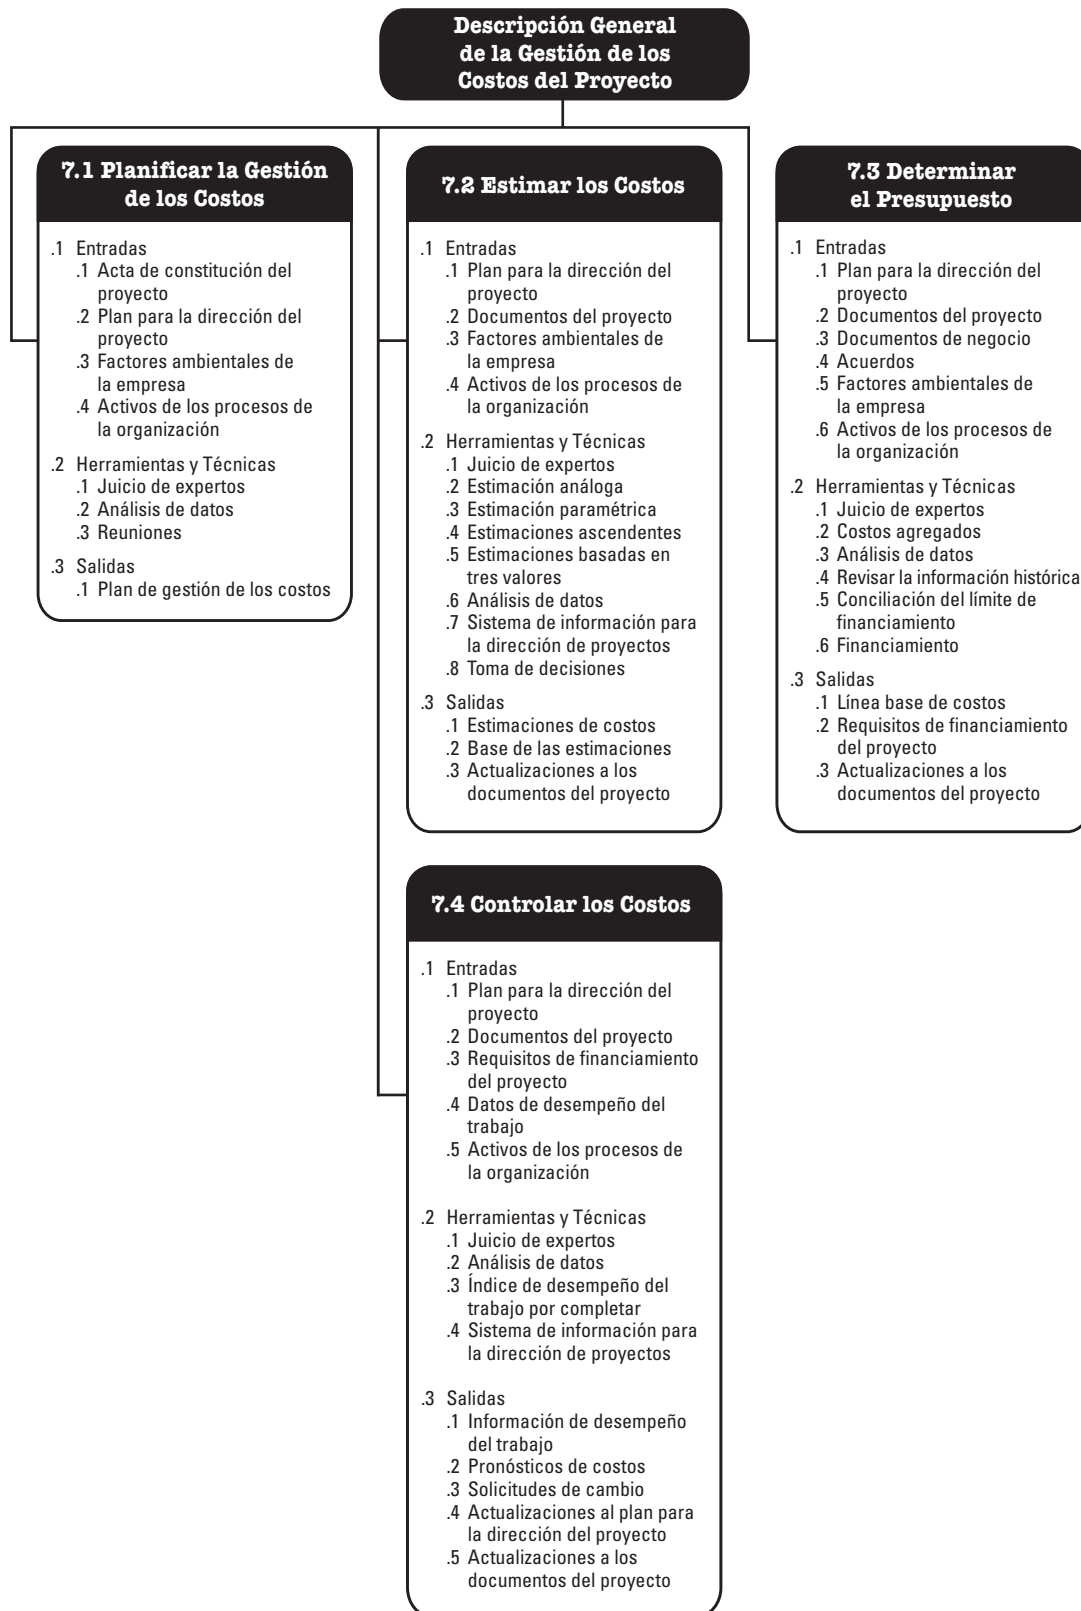 Descripción General
de la Gestión de los
Costos del Proyecto
7.1 Planificar la Gestión
de los Costos
.1 Entradas
.1 Acta de constitución del
proyecto
.2 Plan para la dirección del
proyecto
.3 Factores ambientales de
la empresa
.4 Activos de los procesos de
la organización
.2 Herramientas y Técnicas
.1 Juicio de expertos
.2 Análisis de datos
.3 Reuniones
.3 Salidas
.1 Plan de gestión de los costos
7.2 Estimar los Costos
.1 Entradas
.1 Plan para la dirección del
proyecto
.2 Documentos del proyecto
.3 Factores ambientales de
la empresa
.4 Activos de los procesos de
la organización
.2 Herramientas y Técnicas
.1 Juicio de expertos
.2 Estimación análoga
.3 Estimación paramétrica
.4 Estimaciones ascendentes
.5 Estimaciones basadas en
tres valores
.6 Análisis de datos
.7 Sistema de información para
la dirección de proyectos
.8 Toma de decisiones
.3 Salidas
.1 Estimaciones de costos
.2 Base de las estimaciones
.3 Actualizaciones a los
documentos del proyecto
7.3 Determinar
el Presupuesto
.1 Entradas
.1 Plan para la dirección del
proyecto
.2 Documentos del proyecto
.3 Documentos de negocio
.4 Acuerdos
.5 Factores ambientales de
la empresa
.6 Activos de los procesos de
la organización
.2 Herramientas y Técnicas
.1 Juicio de expertos
.2 Costos agregados
.3 Análisis de datos
.4 Revisar la información histórica
.5 Conciliación del límite de
financiamiento
.6 Financiamiento
.3 Salidas
.1 Línea base de costos
.2 Requisitos de financiamiento
del proyecto
.3 Actualizaciones a los
documentos del proyecto
7.4 Controlar los Costos
.1 Entradas
.1 Plan para la dirección del
proyecto
.2 Documentos del proyecto
.3 Requisitos de financiamiento
del proyecto
.4 Datos de desempeño del
trabajo
.5 Activos de los procesos de
la organización
.2 Herramientas y Técnicas
.1 Juicio de expertos
.2 Análisis de datos
.3 Índice de desempeño del
trabajo por completar
.4 Sistema de información para
la dirección de proyectos
.3 Salidas
.1 Información de desempeño
del trabajo
.2 Pronósticos de costos
.3 Solicitudes de cambio
.4 Actualizaciones al plan para
la dirección del proyecto
.5 Actualizaciones a los
documentos del proyecto